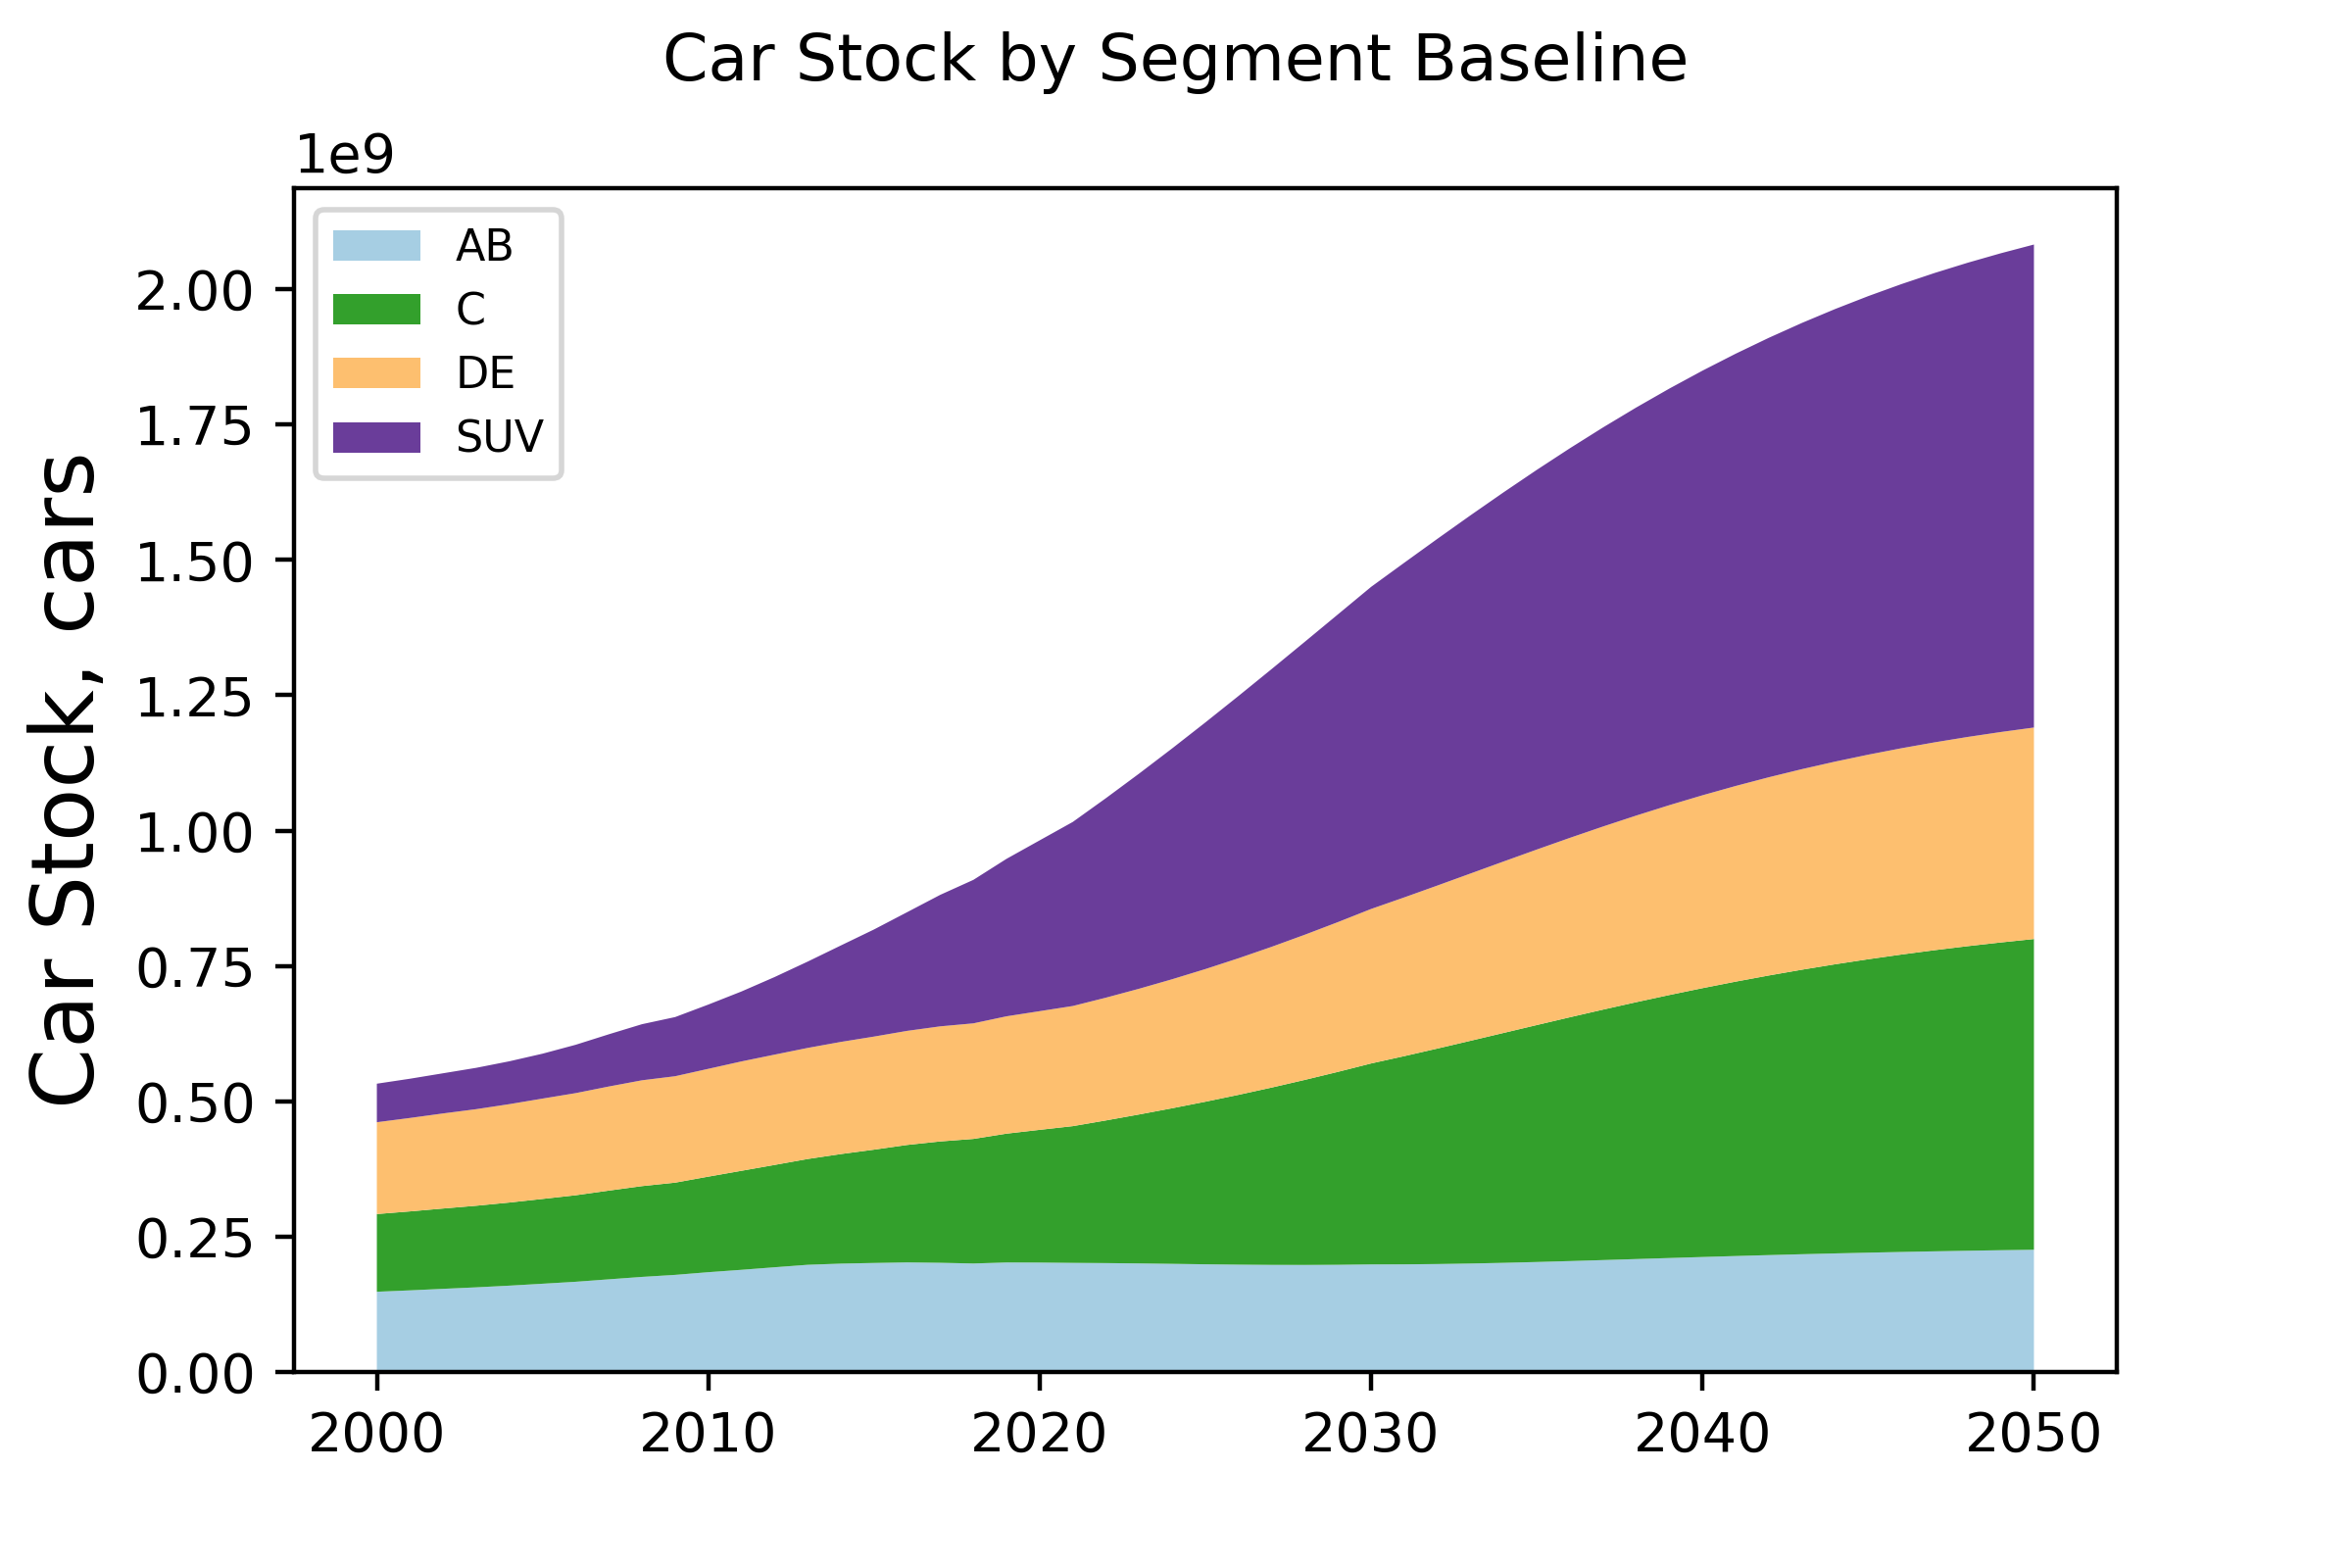 Car Stock by Segment Baseline
1e9
AB
C
DE
SUV
Car Stock, cars
2.00
1.75
1.50
1.25
1.00
0.75
0.50
0.25
0.00
2000 2010 2020 2030 2040 2050